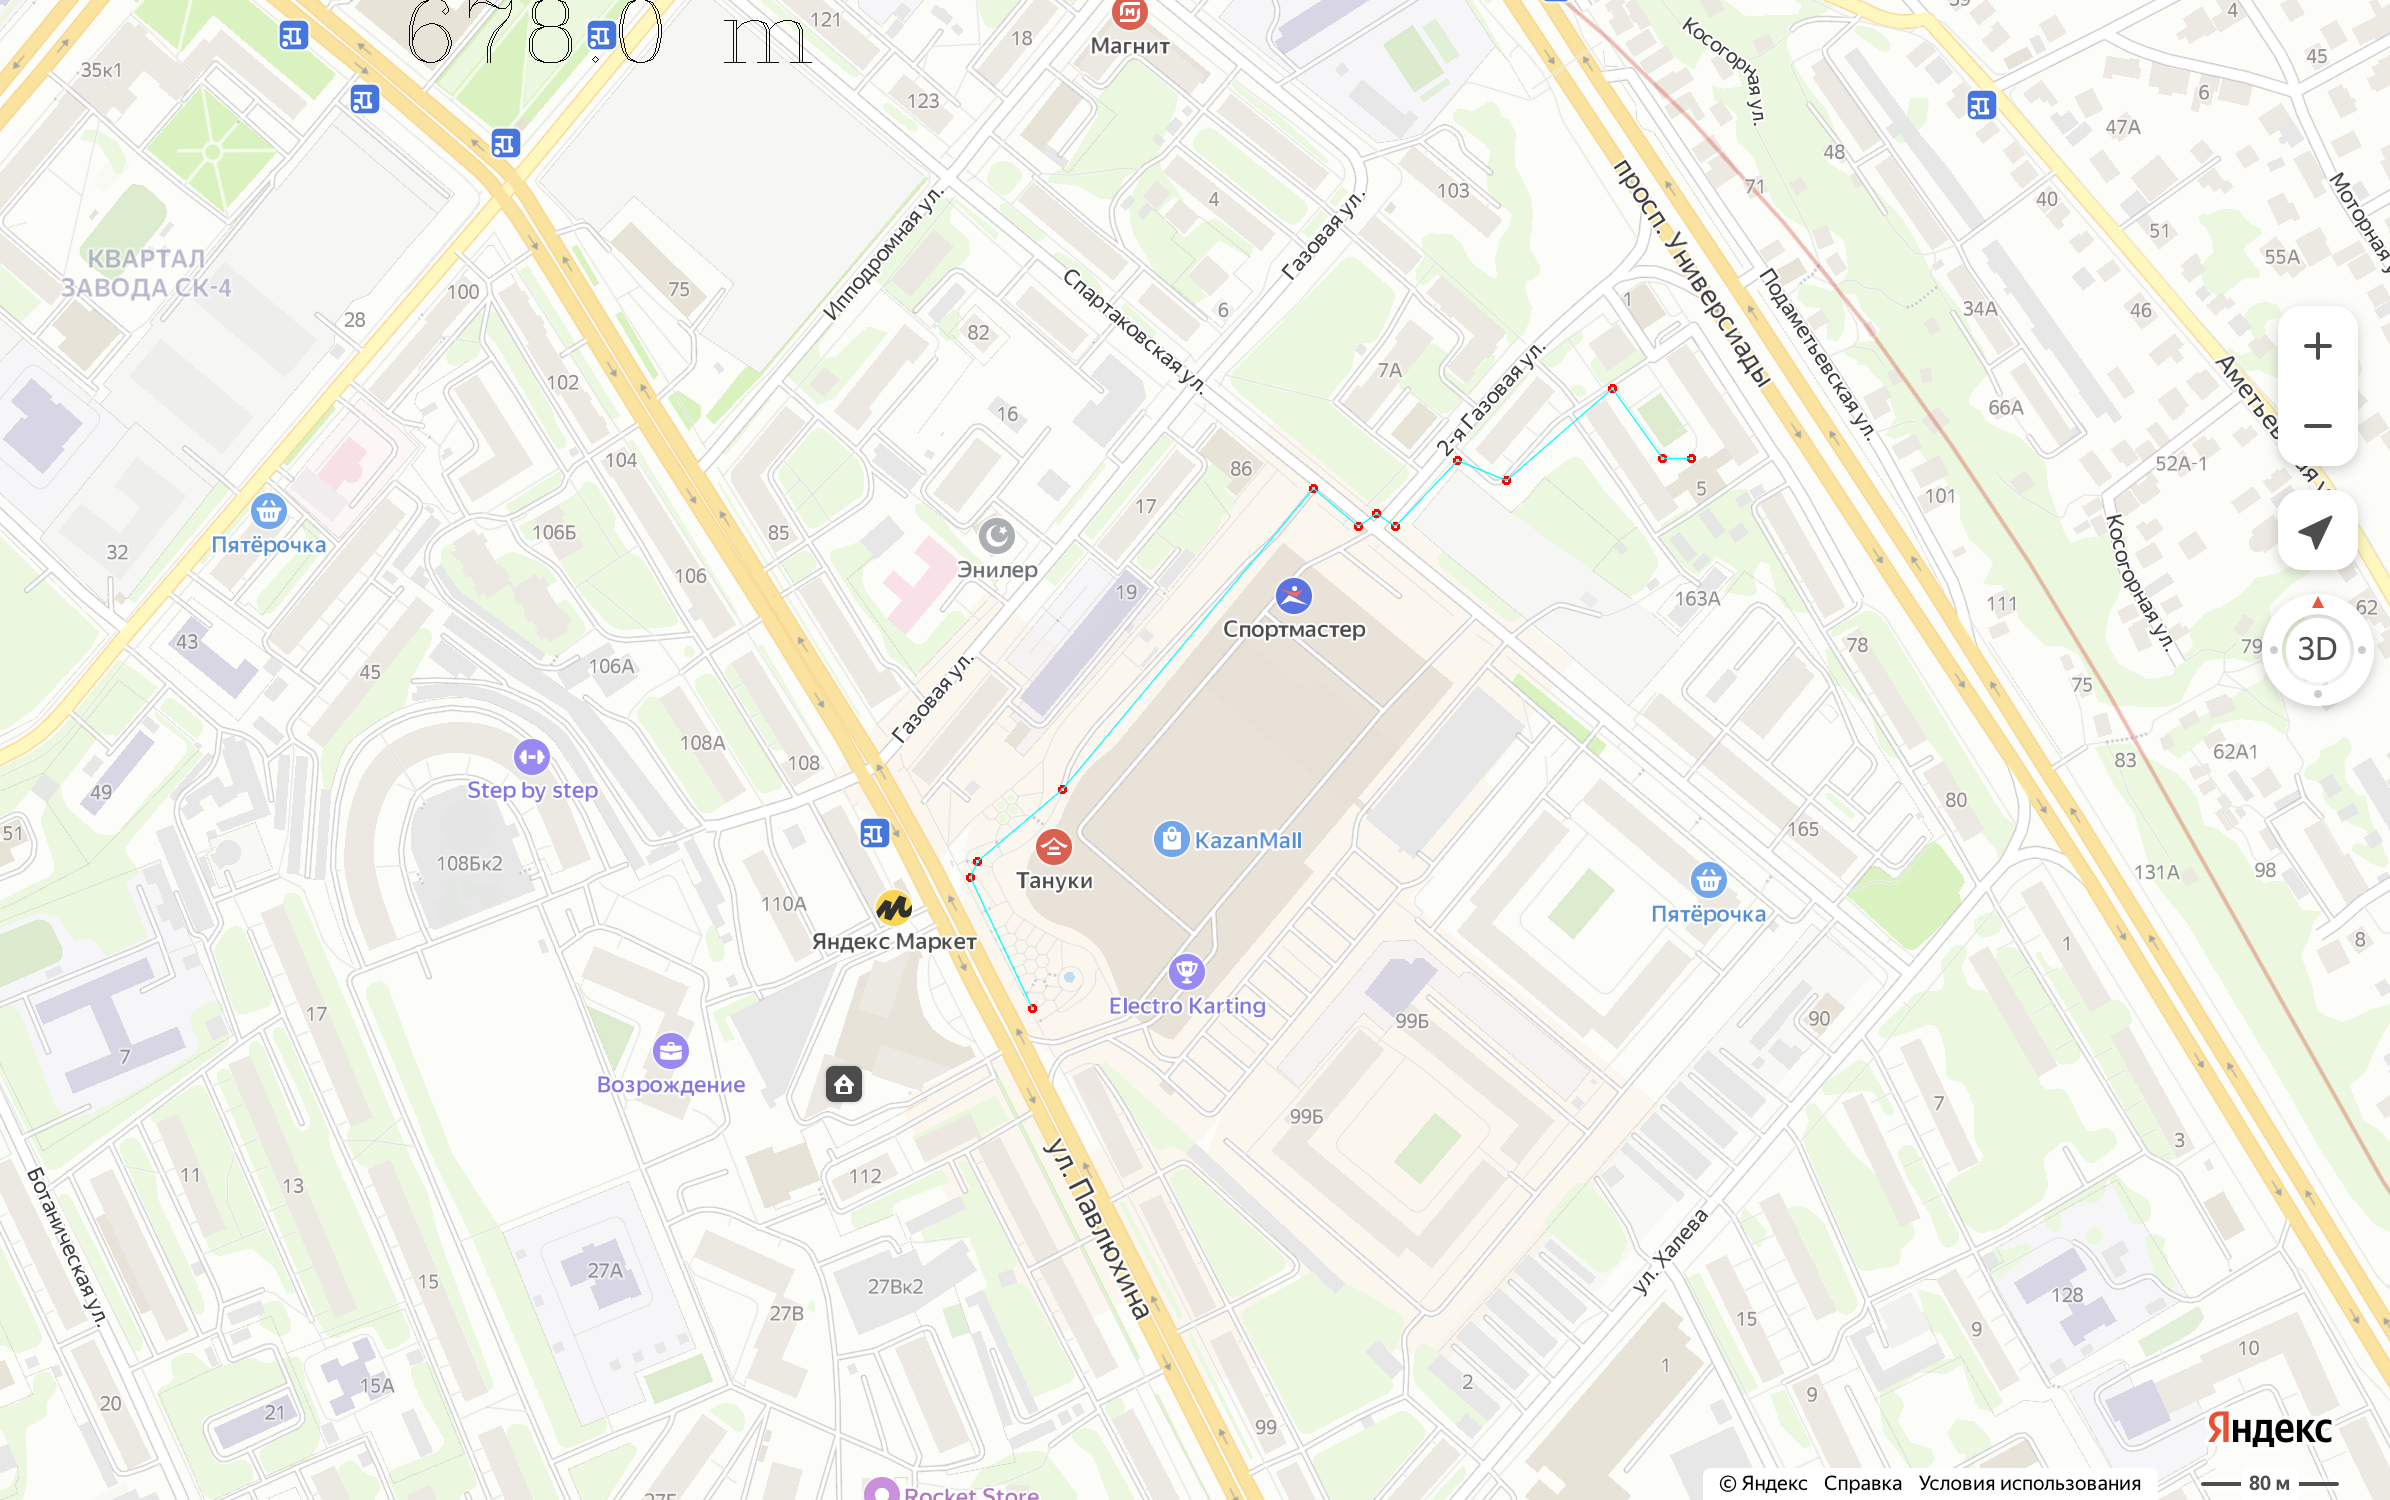 678.0 m
121
18
Магнит
35к1
123
Косогорная ул.
39
4
45
6
47А
48
103
4
71
40
просп. Универсиады
Моторная у
51
КВАРТАЛ
ЗАВОДА СК-4
Ипподромная ул.
Газовая ул.
55А
75
100
28
Спартаковская ул.
6
1
Подаметьевская ул.
34А
46
82
102
7А
2-я Газовая ул.
66А
16
104
86
5
52А-1
101
17
106Б
85
Пятёрочка
32
Энилер
106
19
163А
111
Косогорная ул.
62
Спортмастер
43
45
106А
78
79
3D
75
Газовая ул.
108А
108
62А1
83
Step by step
49
51
80
165
KazanMall
108Бк2
Тануки
131А
98
110А
Пятёрочка
Яндекс Маркет
1
8
Electro Karting
17
99Б
90
7
Возрождение
99Б
7
3
11
13
112
ул. Павлюхина
Ботаническая ул.
27А
15
27Вк2
27В
ул. Халева
128
15
9
10
15А
1
2
9
20
21
99
Яндекс
Rocket Store
© Яндекс Справка Условия использования
80 м